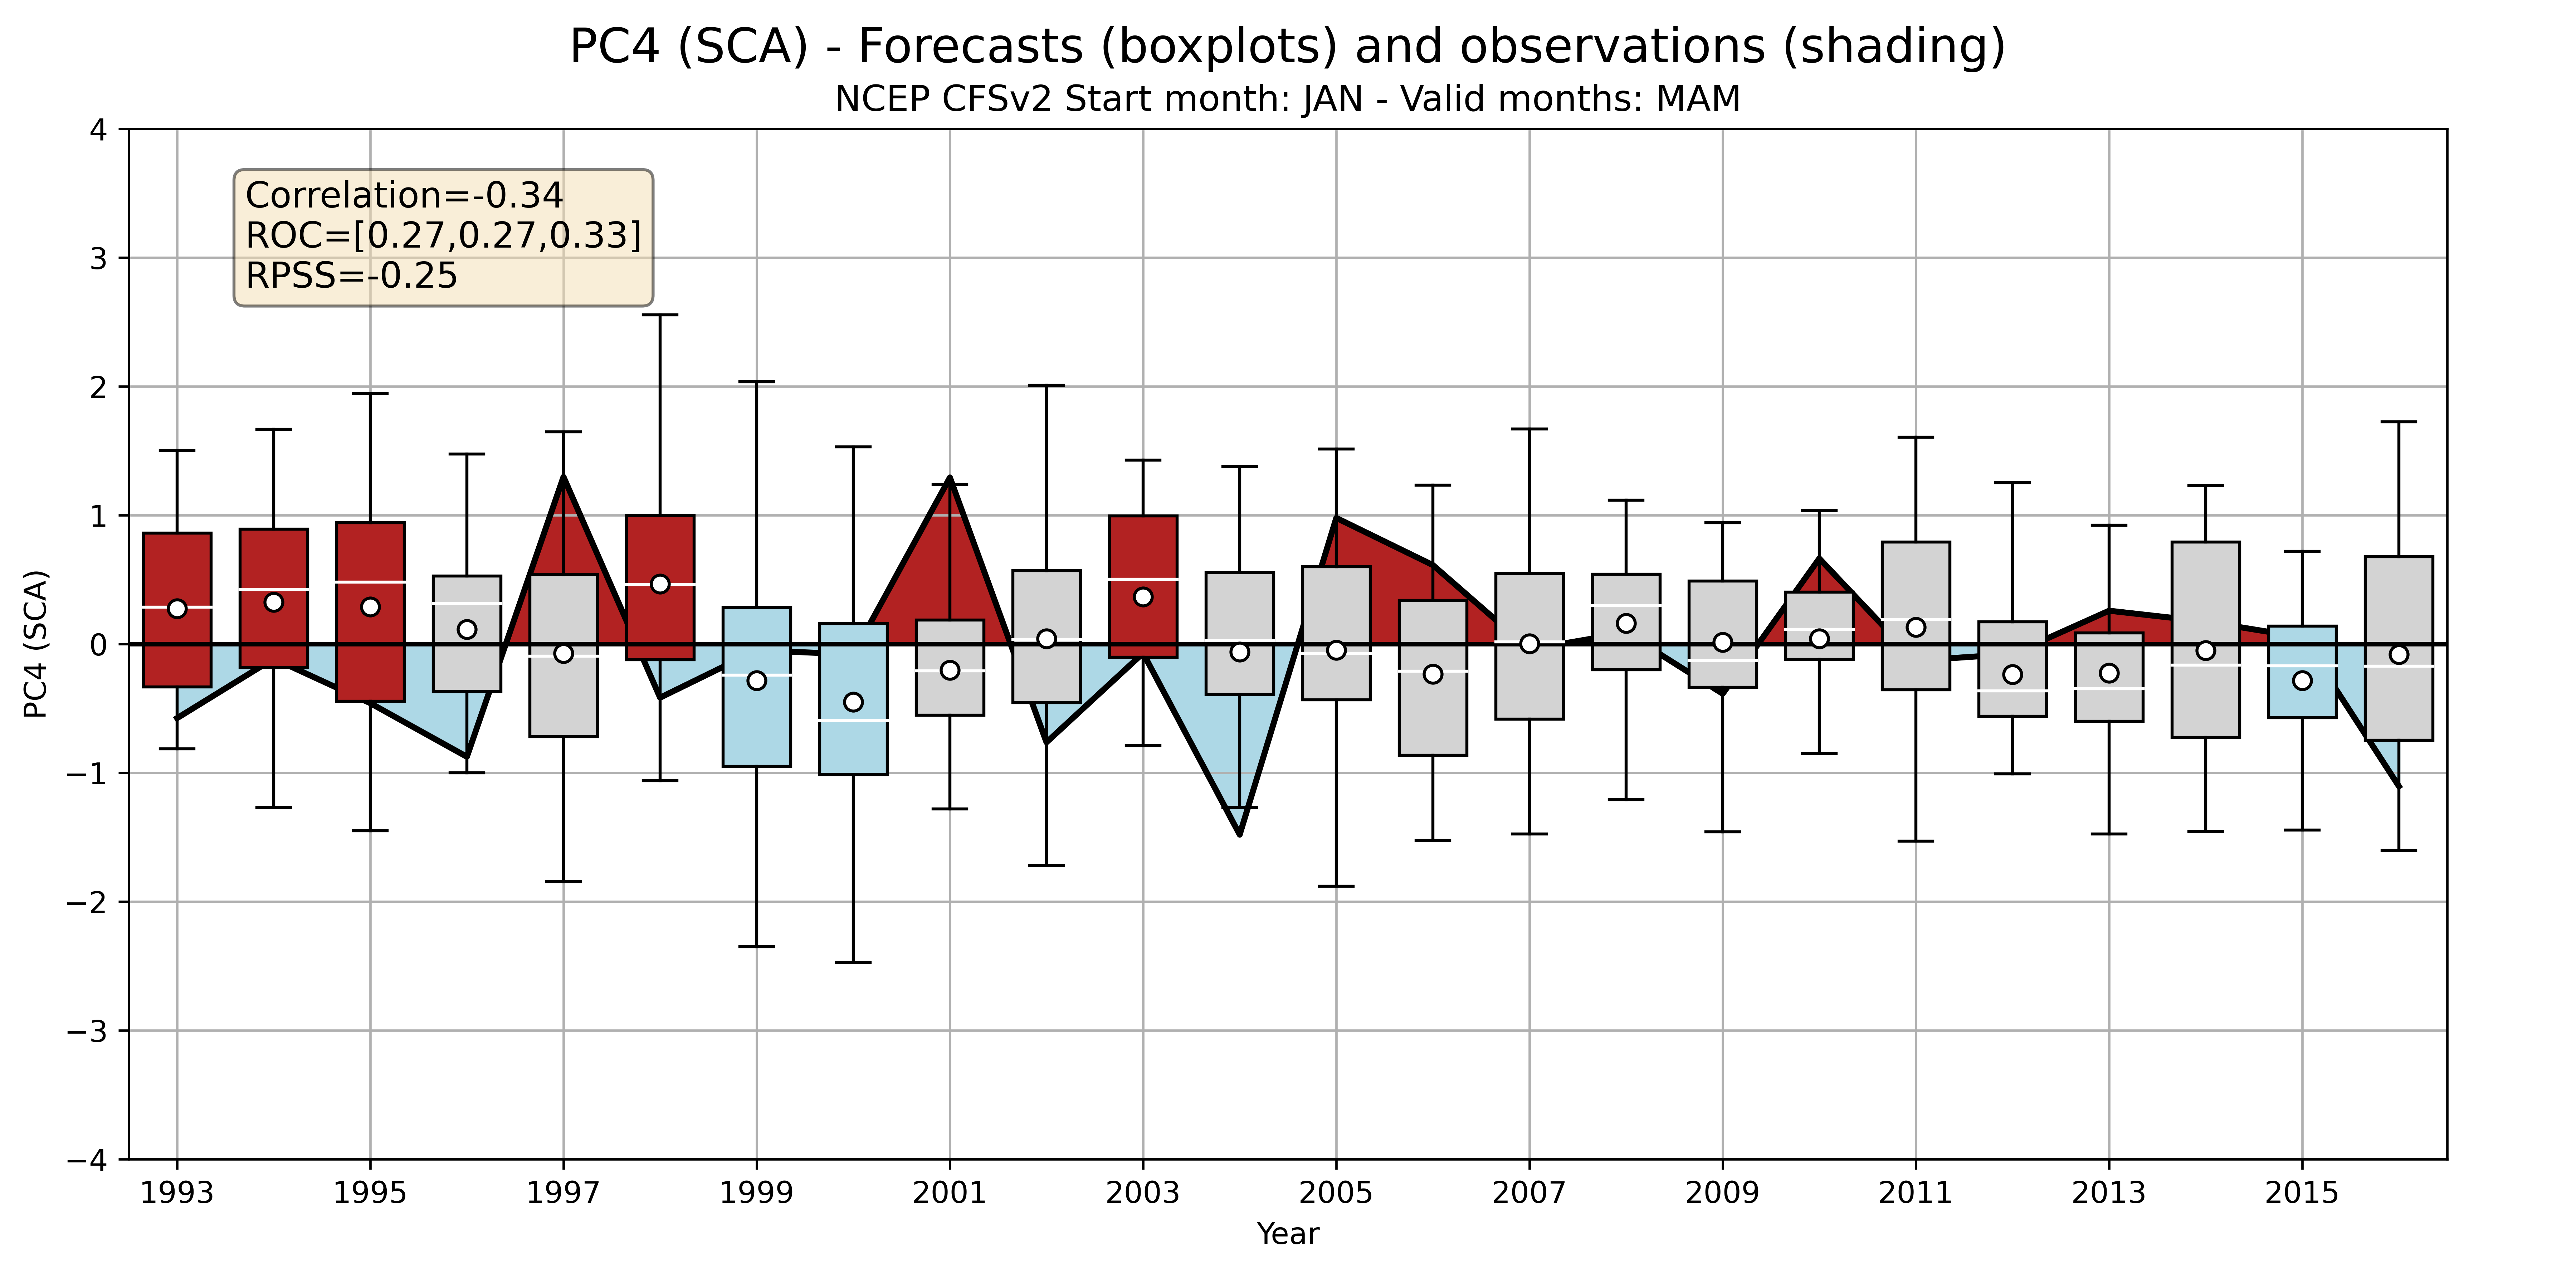 PC4 (SCA) - Forecasts (boxplots) and observations (shading)
NCEP CFSv2 Start month: JAN - Valid months: MAM
Correlation=-0.34
ROC=[0.27,0.27,0.33]
RPSS=-0.25
PC4 (SCA)
4
3
2
1
0
−1
−2
−3
−4
1993 1995 1997 1999 2001 2003 2005 2007 2009 2011 2013 2015
Year